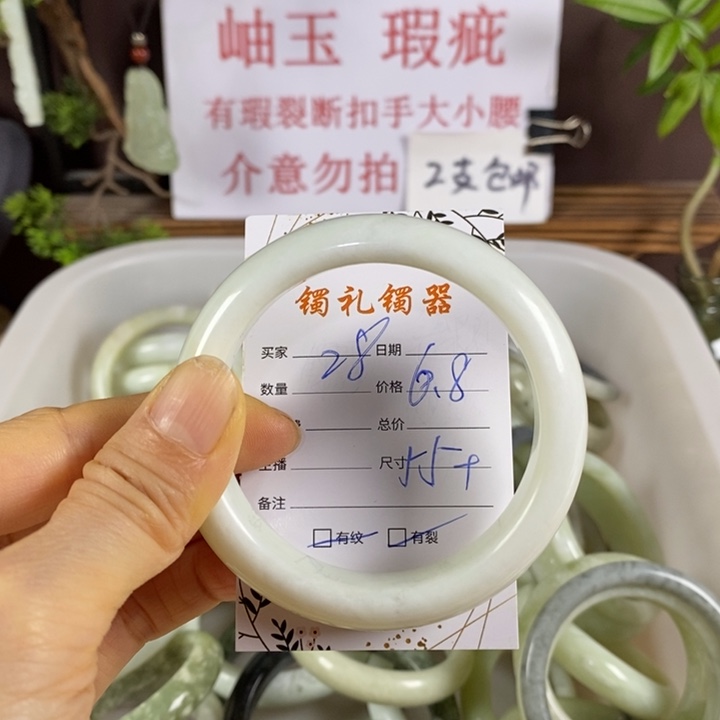 岫玉 瑕疵
有瑕裂断扣手大小腰
介意勿拍
2支包邮
镯礼镯器
买家 28 日期
数量 价格 6.8
总价
主播 尺寸 55+
备注
有纹 有裂